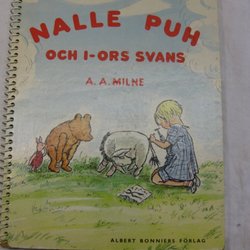 NALLE PUH
OCH I-ORS SVANS
A.A. MILNE
ALBERT BONNIERS FÖRLAG